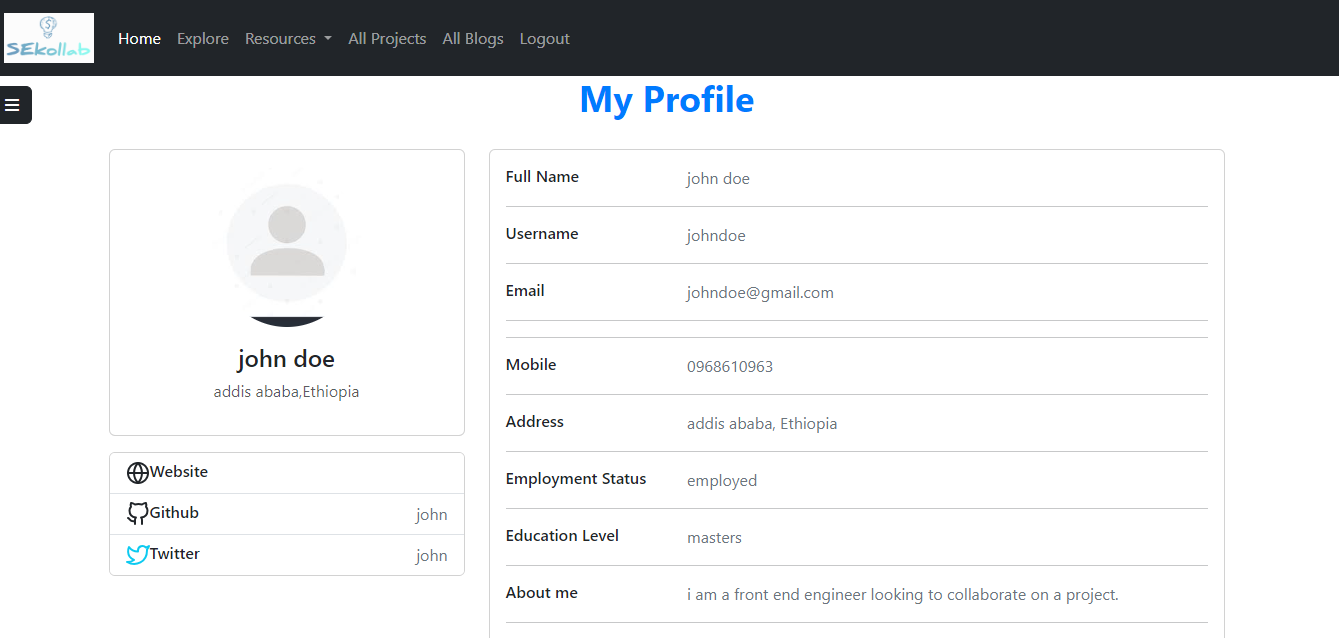 SEkollab
Home Explore Resources All Projects All Blogs Logout
My Profile
john doe
addis ababa,Ethiopia
Website
Github john
Twitter john
Full Name john doe
Username johndoe
Email johndoe@gmail.com
Mobile 0968610963
Address addis ababa, Ethiopia
Employment Status employed
Education Level masters
About me i am a front end engineer looking to collaborate on a project.